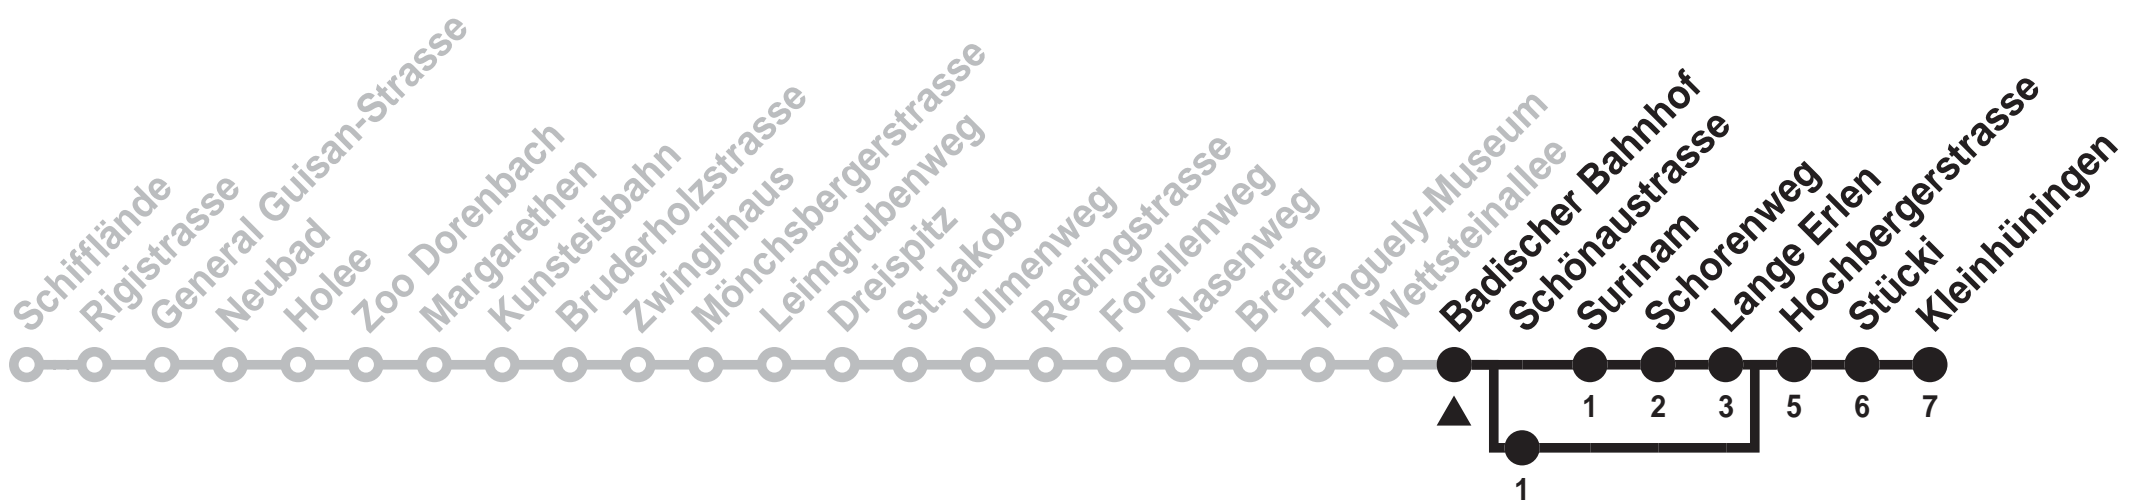 Schifflände
Rigistrasse
General Guisan-Strasse
Neubad
Holee
Zoo Dorenbach
Margarethen
Kunsteisbahn
Bruderholzstrasse
Zwinglihaus
Mönchsbergerstrasse
Leimgrubenweg
Dreispitz
St.Jakob
Ulmenweg
Redingstrasse
Forellenweg
Nasenweg
Breite
Tinguely-Museum
Wettsteinallee
Badischer Bahnhof
Schönaustrasse
Surinam
Schorenweg
Lange Erlen
Hochbergerstrasse
Stücki
Kleinhüningen
1 2 3 5 6 7
1